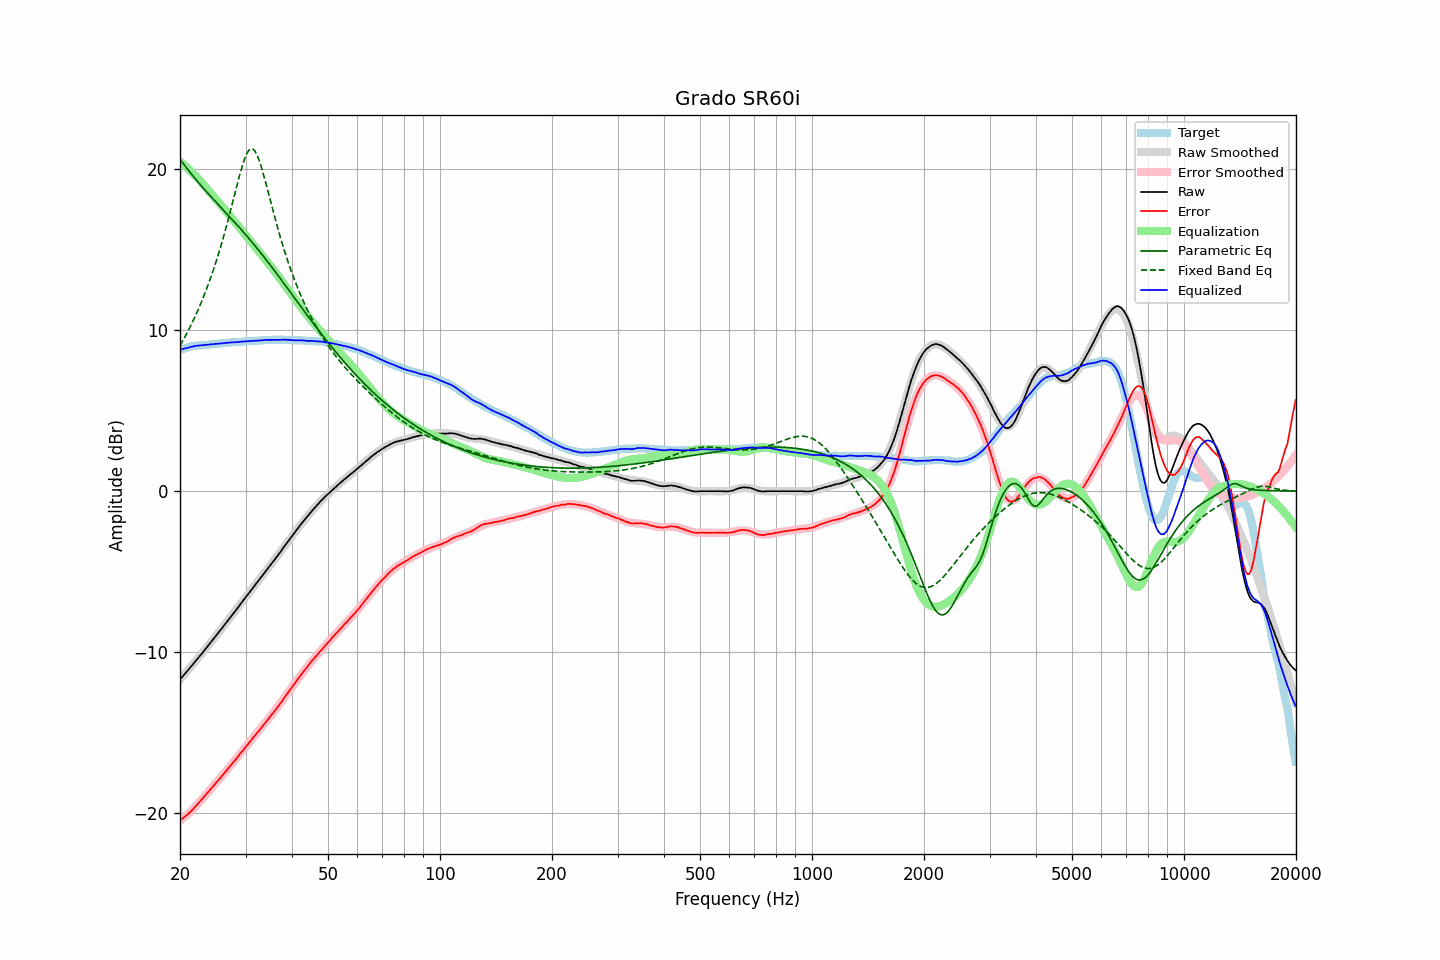 Grado SR60i
Target
Raw Smoothed
Error Smoothed
Raw
Error
Equalization
Parametric Eq
Fixed Band Eq
Equalized
Amplitude (dBr)
20
10
0
−10
−20
20 50 100 200 500 1000 2000 5000 10000 20000
Frequency (Hz)